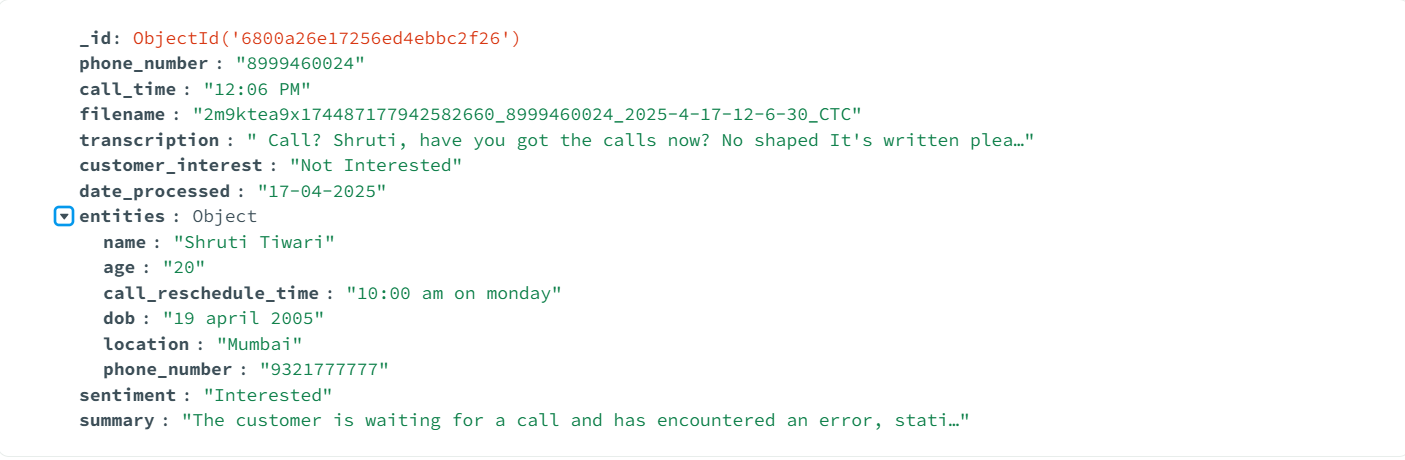 _id: ObjectId('6800a26e17256ed4ebbc2f26')
phone_number : "8999460024"
call_time : "12:06 PM"
filename : "2m9ktea9x174487177942582660_8999460024_2025-4-17-12-6-30_CTC"
transcription : " Call? Shruti, have you got the calls now? No shaped It's written plea…"
customer_interest : "Not Interested"
date_processed : "17-04-2025"
entities : Object
name : "Shruti Tiwari"
age : "20"
call_reschedule_time : "10:00 am on monday"
dob : "19 april 2005"
location : "Mumbai"
phone_number : "9321777777"
sentiment : "Interested"
summary : "The customer is waiting for a call and has encountered an error, stati…"